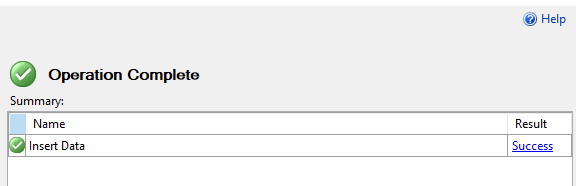 Help
Operation Complete
Summary:
Name Result
Insert Data Success